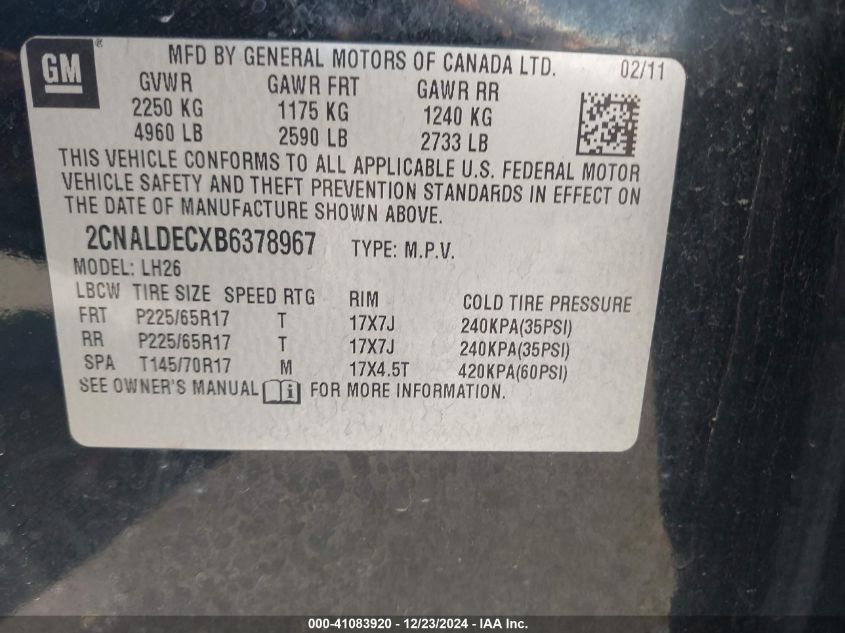 GM ®
MFD BY GENERAL MOTORS OF CANADA LTD. 02/11
GVWR GAWR FRT GAWR RR
2250 KG 1175 KG 1240 KG
4960 LB 2590 LB 2733 LB
THIS VEHICLE CONFORMS TO ALL APPLICABLE U.S. FEDERAL MOTOR
VEHICLE SAFETY AND THEFT PREVENTION STANDARDS IN EFFECT ON
THE DATE OF MANUFACTURE SHOWN ABOVE.
2CNALDECXB6378967 TYPE: M.P.V.
MODEL: LH26
LBCW TIRE SIZE SPEED RTG RIM COLD TIRE PRESSURE
FRT P225/65R17 T 17X7J 240KPA(35PSI)
RR P225/65R17 T 17X7J 240KPA(35PSI)
SPA T145/70R17 M 17X4.5T 420KPA(60PSI)
SEE OWNER'S MANUAL FOR MORE INFORMATION.
000-41083920 - 12/23/2024 - IAA Inc.